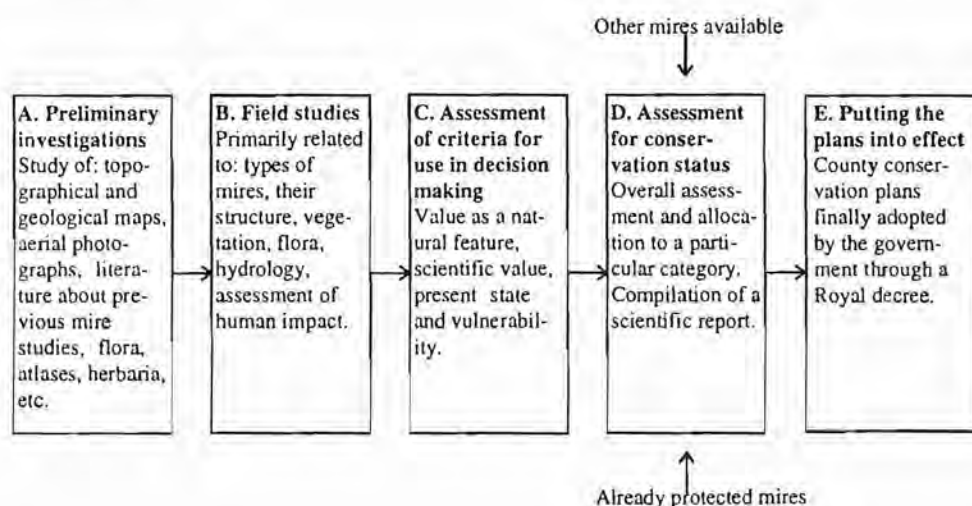 Other mires available
A. Preliminary
investigations
Study of: topo-
graphical and
geological maps,
aerial photo-
graphs, litera-
ture about pre-
vious mire
studies, flora,
atlases, herbaria,
etc.
B. Field studies
Primarily related
to: types of
mires, their
structure, vege-
tation, flora,
hydrology,
assessment of
human impact.
C. Assessment
of criteria for
use in decision
making
Value as a nat-
ural feature,
scientific value,
present state
and vulnerabil-
ity.
D. Assessment
for conser-
vation status
Overall assess-
ment and alloca-
tion to a parti-
cular category.
Compilation of a
scientific report.
E. Putting the
plans into effect
County conser-
vation plans
finally adopted
by the govern-
ment through a
Royal decree.
Already protected mires